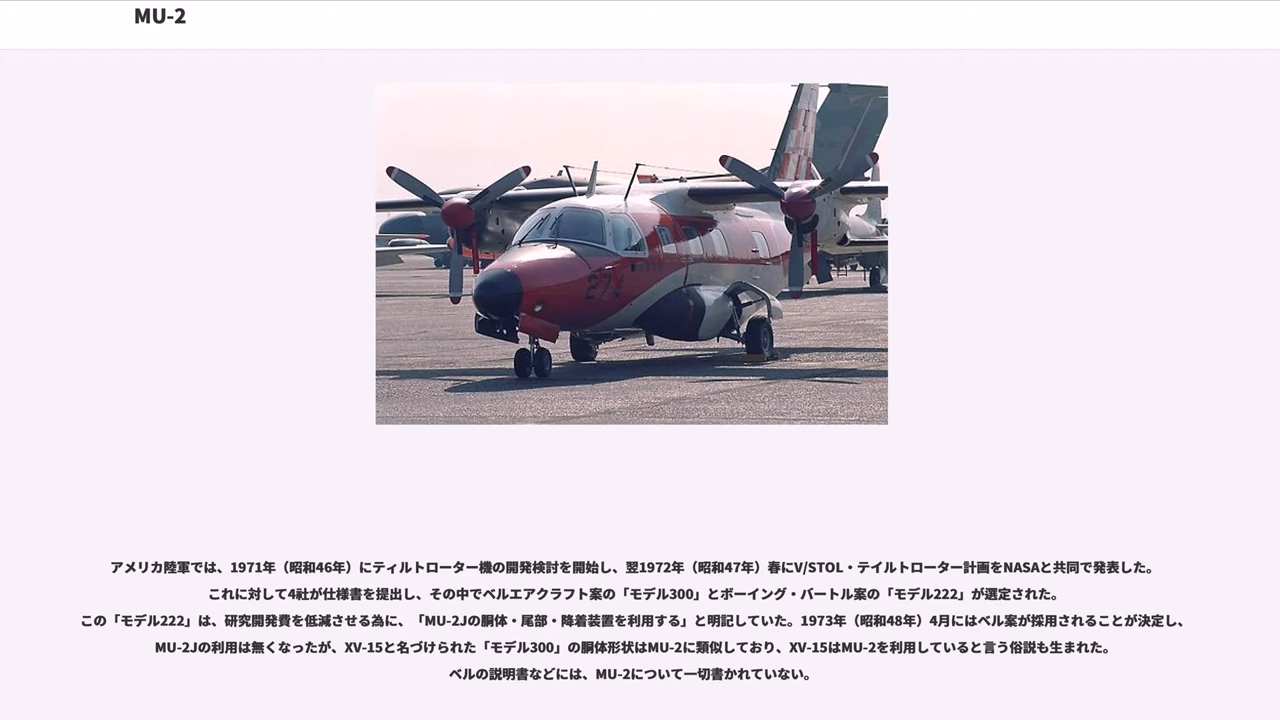 MU-2
アメリカ陸軍では、1971年（昭和46年）にティルトローター機の開発検討を開始し、翌1972年（昭和47年）春にV/STOL・テイルトローター計画をNASAと共同で発表した。
これに対して4社が仕様書を提出し、その中でベルエアクラフト案の「モデル300」とボーイング・バートル案の「モデル222」が選定された。
この「モデル222」は、研究開発費を低減させる為に、「MU-2Jの胴体・尾部・降着装置を利用する」と明記していた。1973年（昭和48年）4月にはベル案が採用されることが決定し、
MU-2Jの利用は無くなったが、XV-15と名づけられた「モデル300」の胴体形状はMU-2に類似しており、XV-15はMU-2を利用していると言う俗説も生まれた。
ベルの説明書などには、MU-2について一切書かれていない。